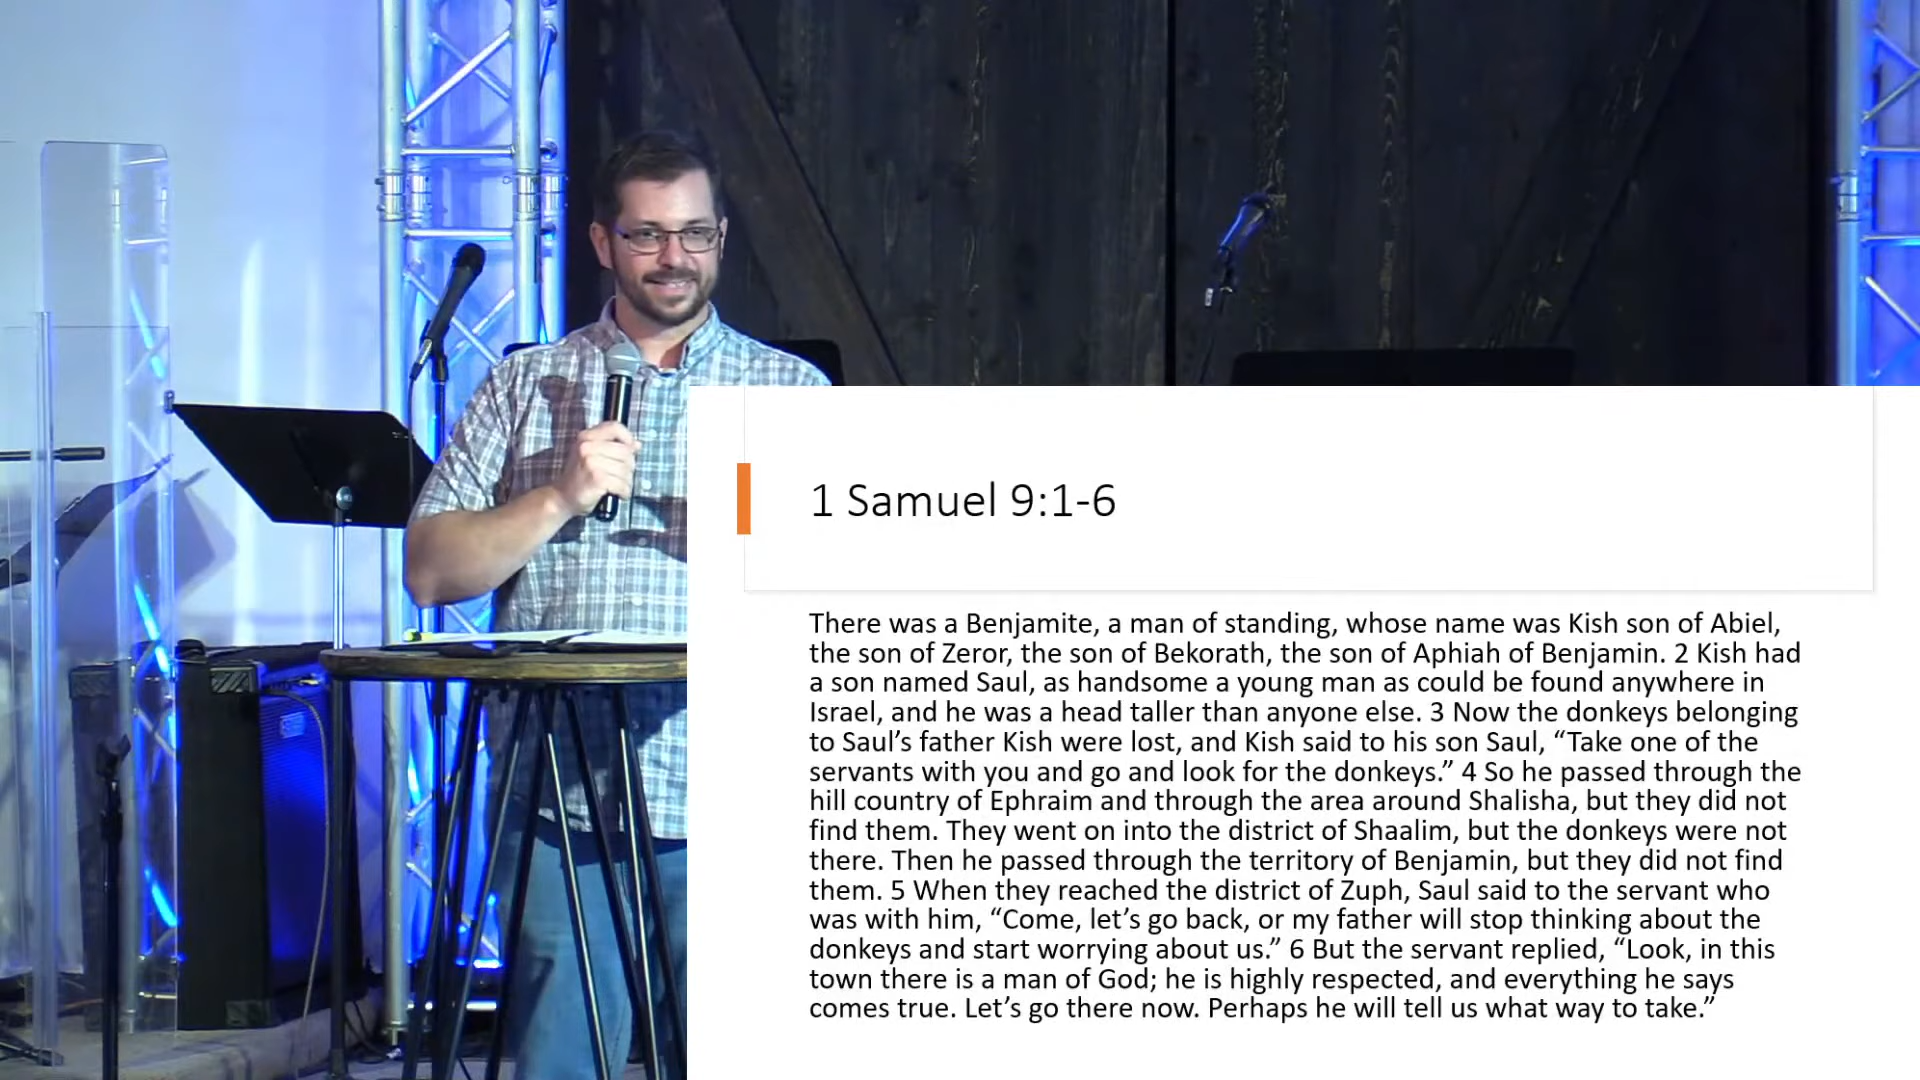 1 Samuel 9:1-6
There was a Benjamite, a man of standing, whose name was Kish son of Abiel,
the son of Zeror, the son of Bekorath, the son of Aphiah of Benjamin. 2 Kish had
a son named Saul, as handsome a young man as could be found anywhere in
Israel, and he was a head taller than anyone else. 3 Now the donkeys belonging
to Saul’s father Kish were lost, and Kish said to his son Saul, “Take one of the
servants with you and go and look for the donkeys.” 4 So he passed through the
hill country of Ephraim and through the area around Shalisha, but they did not
find them. They went on into the district of Shaalim, but the donkeys were not
there. Then he passed through the territory of Benjamin, but they did not find
them. 5 When they reached the district of Zuph, Saul said to the servant who
was with him, “Come, let’s go back, or my father will stop thinking about the
donkeys and start worrying about us.” 6 But the servant replied, “Look, in this
town there is a man of God; he is highly respected, and everything he says
comes true. Let’s go there now. Perhaps he will tell us what way to take.”